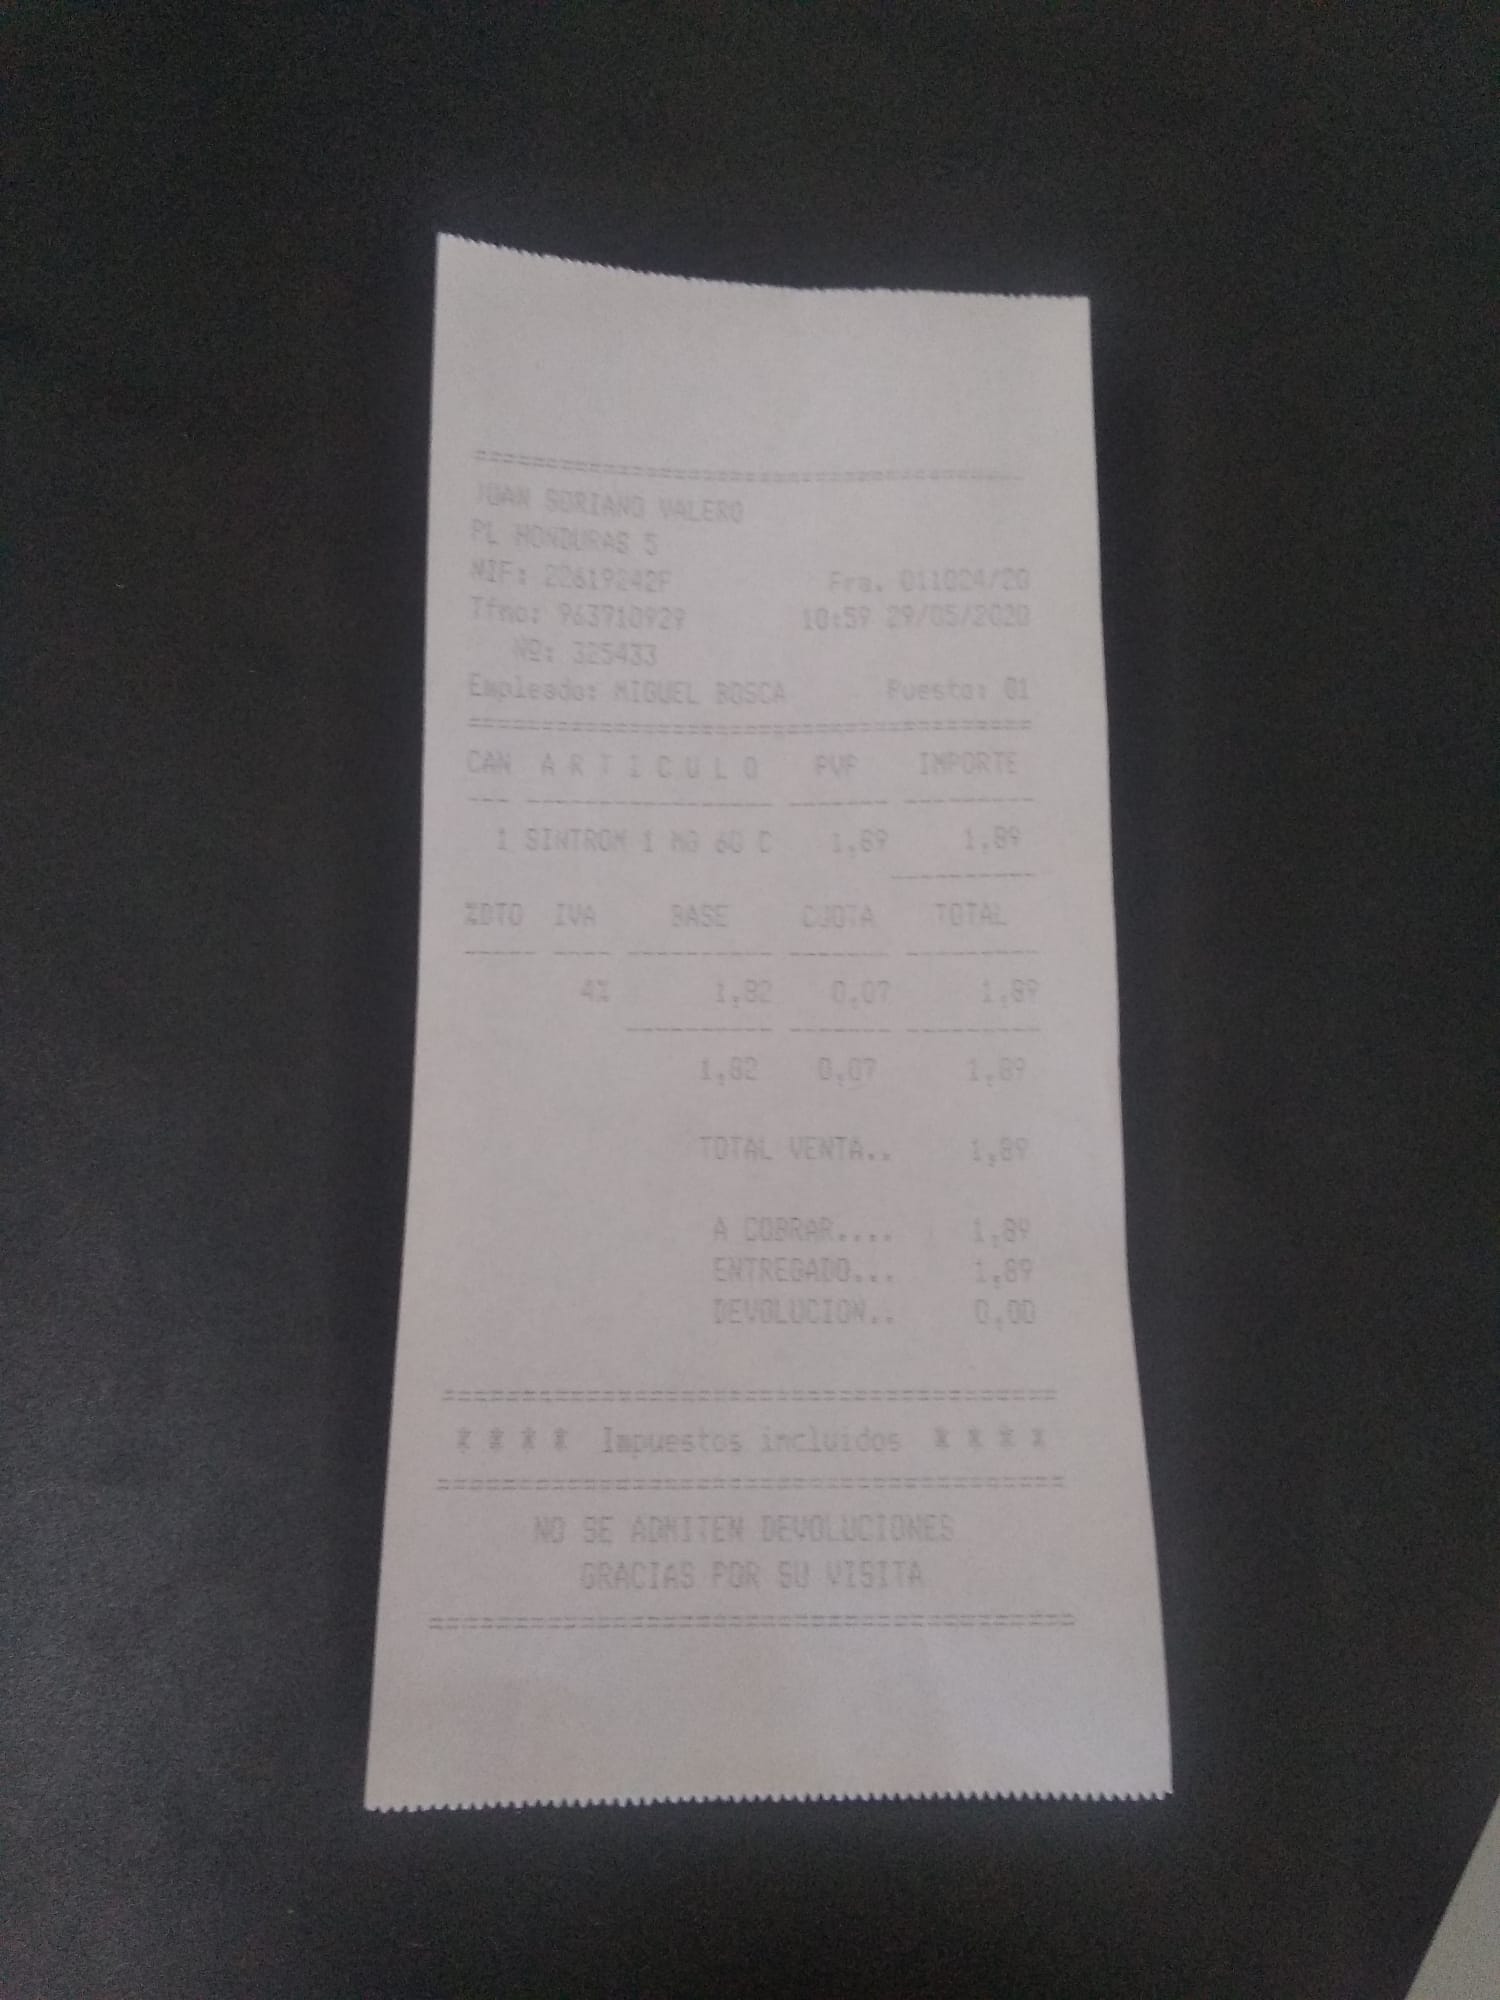 ========================================
JUAN SORIANO VALERO
PL HONDURAS 5
NIF: 22619242F Fra. 011024/20
Tfno: 963710929 10:59 29/05/2020
Nº: 325433
Empleado: MIGUEL BOSCA Puesto: 01
========================================
CAN A R T I C U L O PVP IMPORTE
--- ----------------- ------- ---------
1 SINTROM 1 MG 60 C 1,89 1,89
----------
%DTO IVA BASE CUOTA TOTAL
----- ---- ---------- ------- ---------
4% 1,82 0,07 1,89
---------- ------- ---------
1,82 0,07 1,89
TOTAL VENTA.. 1,89
A COBRAR.... 1,89
ENTREGADO... 1,89
DEVOLUCION.. 0,00
========================================
* * * * Impuestos incluidos * * * *
========================================
NO SE ADMITEN DEVOLUCIONES
GRACIAS POR SU VISITA
========================================